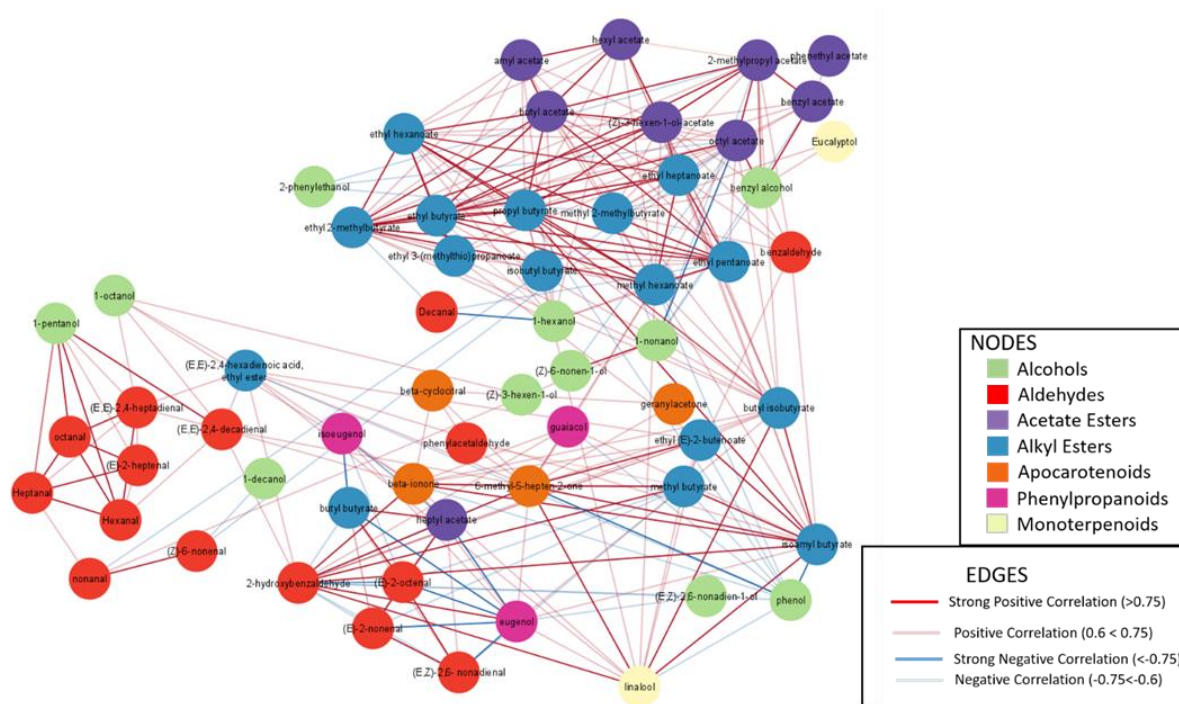 hexyl acetate
amyl acetate
2-methylpropyl acetate
phenethyl acetate
benzyl acetate
butyl acetate
(Z)-3-hexen-1-ol-acetate
octyl acetate
Eucalyptol
ethyl hexanoate
2-phenylethanol
ethyl heptanoate
benzyl alcohol
ethyl 2-methylbutyrate
ethyl butyrate
propyl butyrate
methyl 2-methylbutyrate
ethyl 3-(methylthio)propanoate
isobutyl butyrate
methyl hexanoate
ethyl pentanoate
benzaldehyde
1-octanol
1-pentanol
Decanal
1-hexanol
1-nonanol
(E,E)-2,4-hexadienoic acid,
ethyl ester
(Z)-6-nonen-1-ol
beta-cyclocitral
(Z)-3-hexen-1-ol
geranylacetone
butyl isobutyrate
(E,E)-2,4-heptadienal
octanal
(E,E)-2,4-decadienal
isoeugenol
phenylacetaldehyde
guaiacol
ethyl (E)-2-butenoate
(E)-2-heptenal
1-decanol
Heptanal
Hexanal
beta-ionone
6-methyl-5-hepten-2-one
methyl butyrate
butyl butyrate
heptyl acetate
isoamyl butyrate
(Z)-6-nonenal
nonanal
2-hydroxybenzaldehyde
(E)-2-octenal
(E,Z)-2,6-nonadien-1-ol
phenol
(E)-2-nonenal
eugenol
(E,Z)-2,6- nonadienal
linalool
NODES
Alcohols
Aldehydes
Acetate Esters
Alkyl Esters
Apocarotenoids
Phenylpropanoids
Monoterpenoids
EDGES
Strong Positive Correlation (>0.75)
Positive Correlation (0.6 < 0.75)
Strong Negative Correlation (<-0.75)
Negative Correlation (-0.75<-0.6)